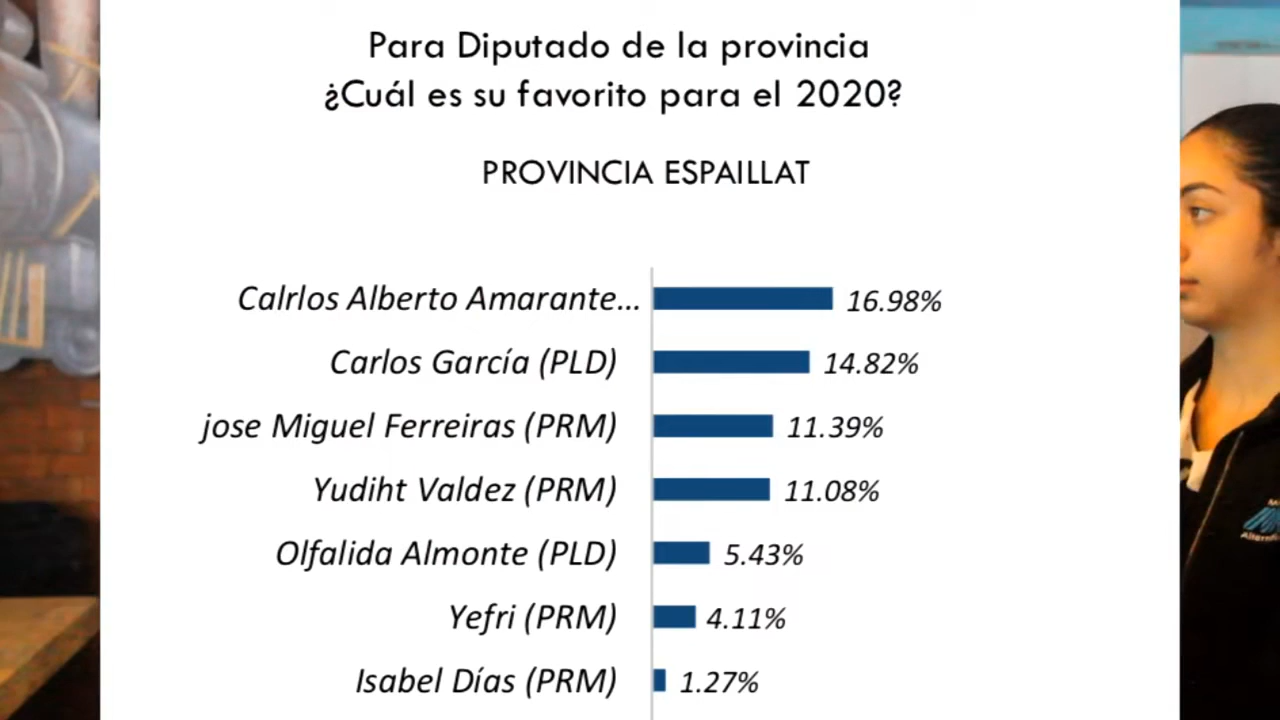 Para Diputado de la provincia
¿Cuál es su favorito para el 2020?
PROVINCIA ESPAILLAT
Calrlos Alberto Amarante... 16.98%
Carlos García (PLD) 14.82%
jose Miguel Ferreiras (PRM) 11.39%
Yudiht Valdez (PRM) 11.08%
Olfalida Almonte (PLD) 5.43%
Yefri (PRM) 4.11%
Isabel Días (PRM) 1.27%